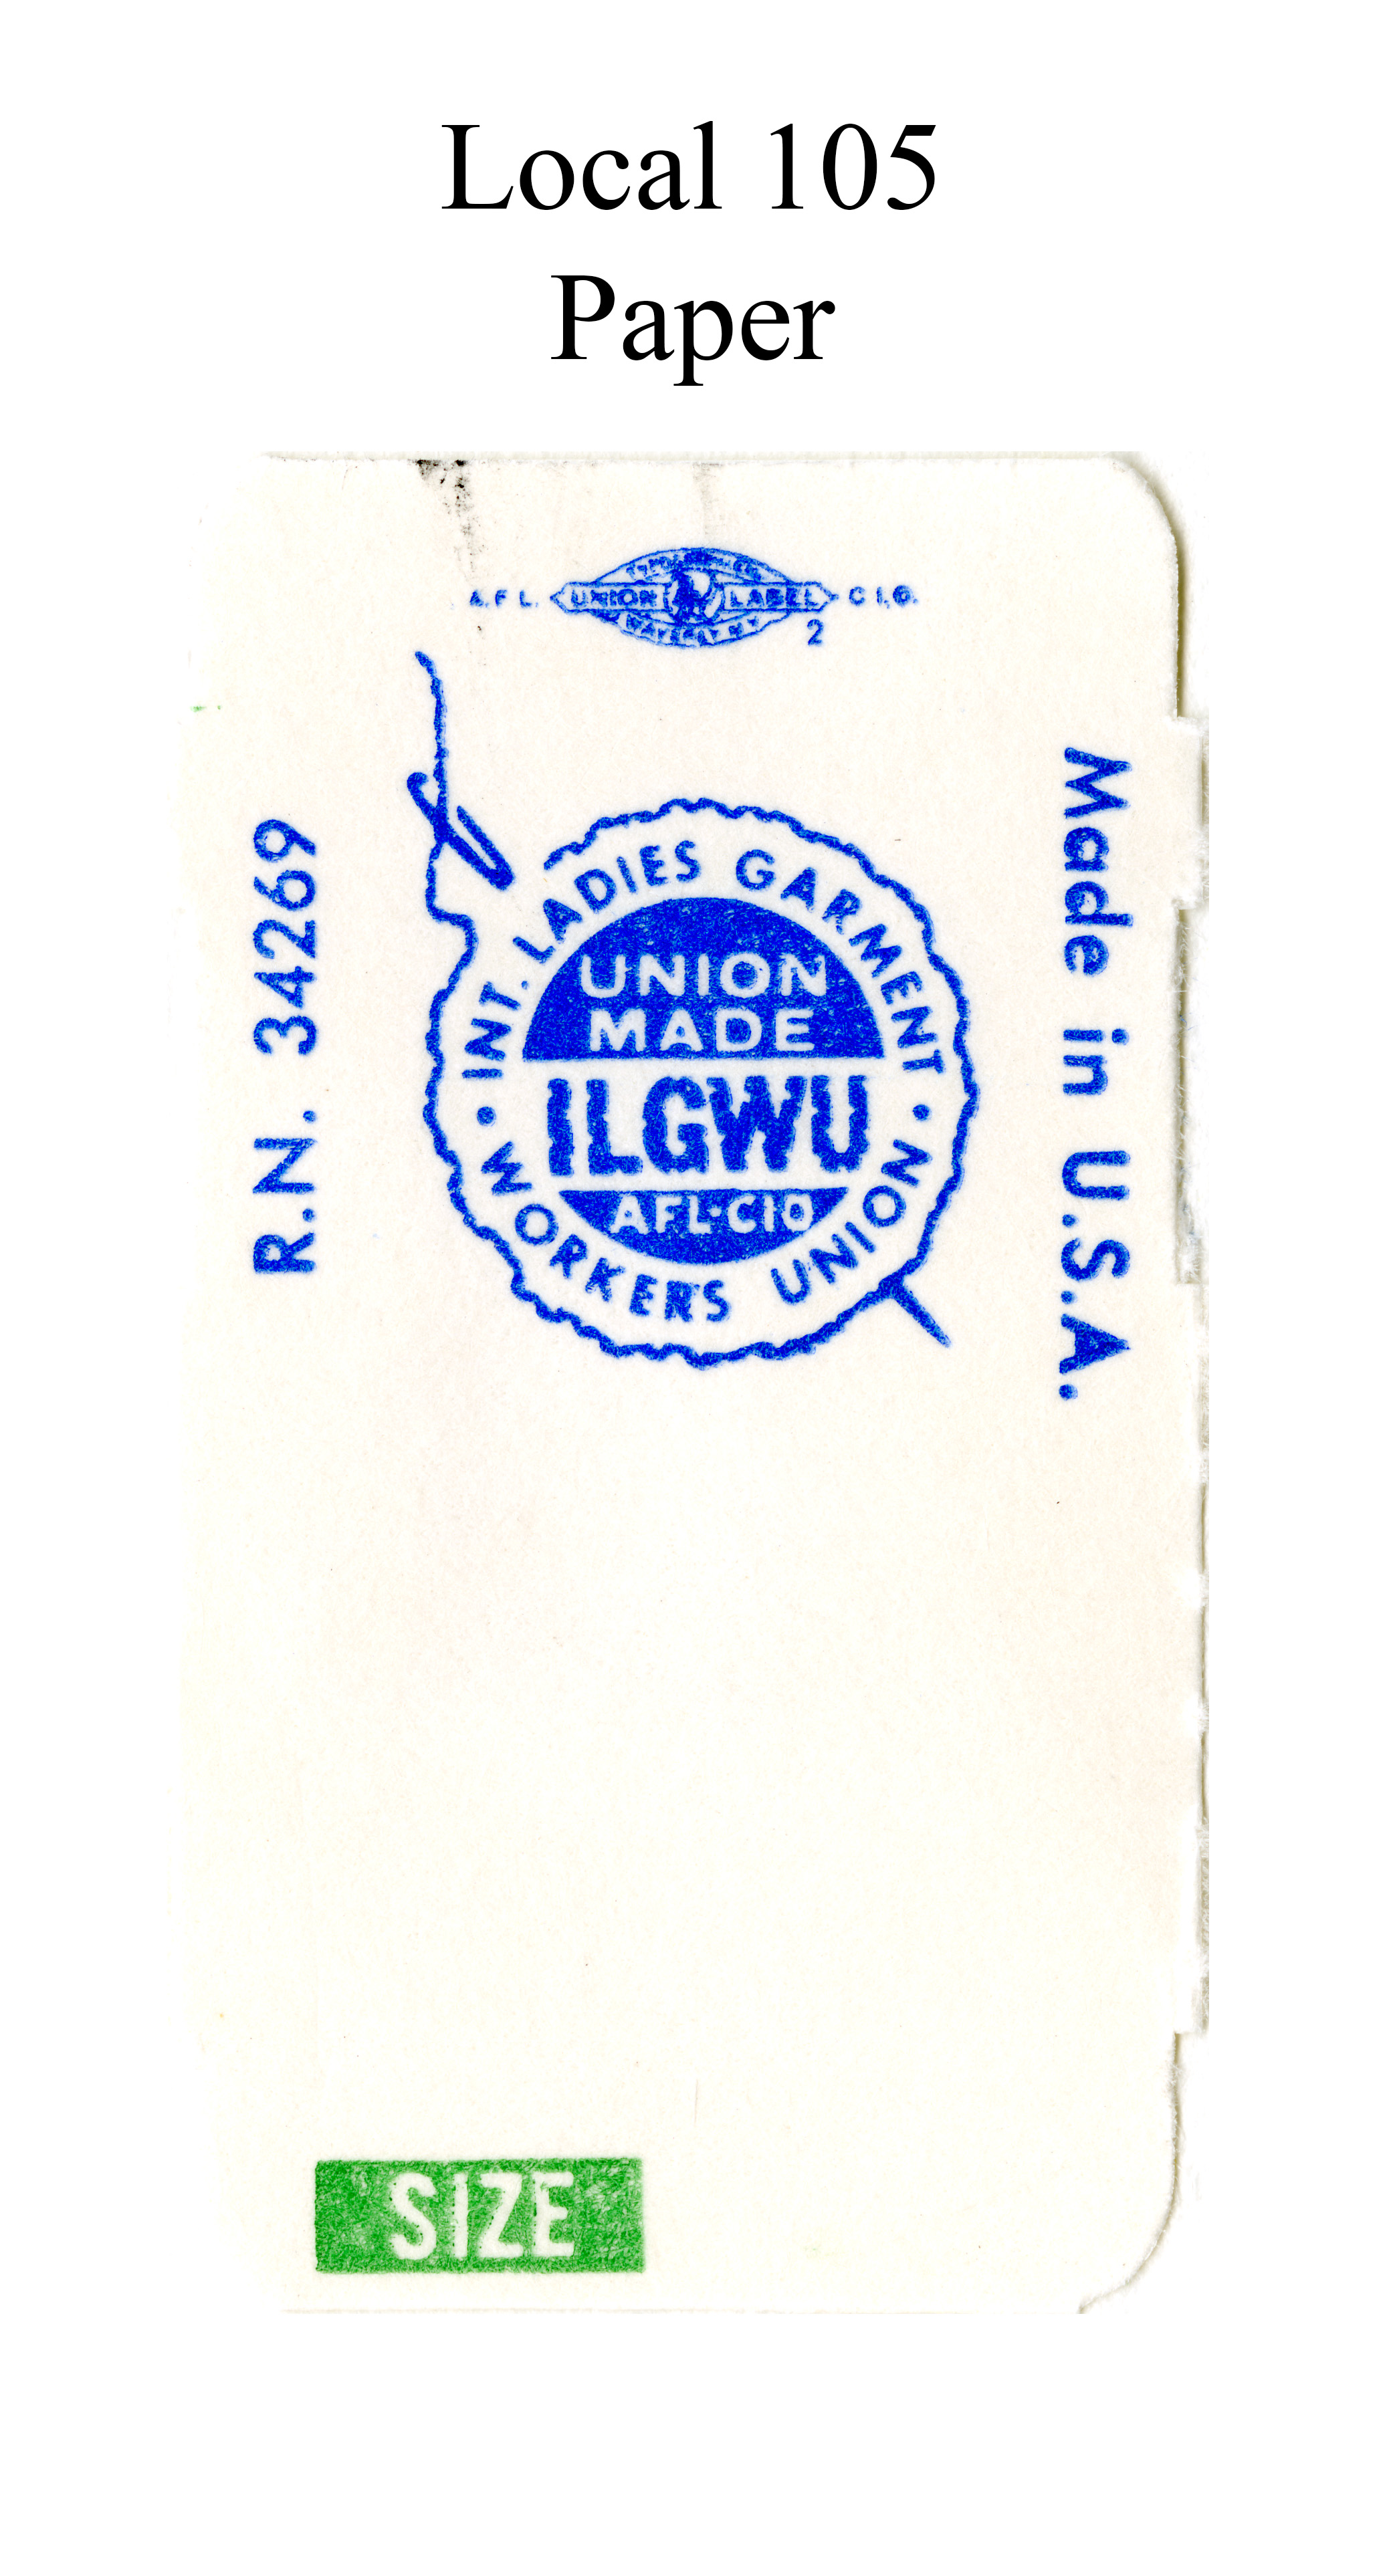 Local 105
Paper
A.F.L. UNION LABEL C.I.O.
WAVERLY N.Y.
2
R.N. 34269
INT. LADIES GARMENT
UNION
MADE
ILGWU
AFL-CIO
WORKERS UNION
Made in U.S.A.
SIZE